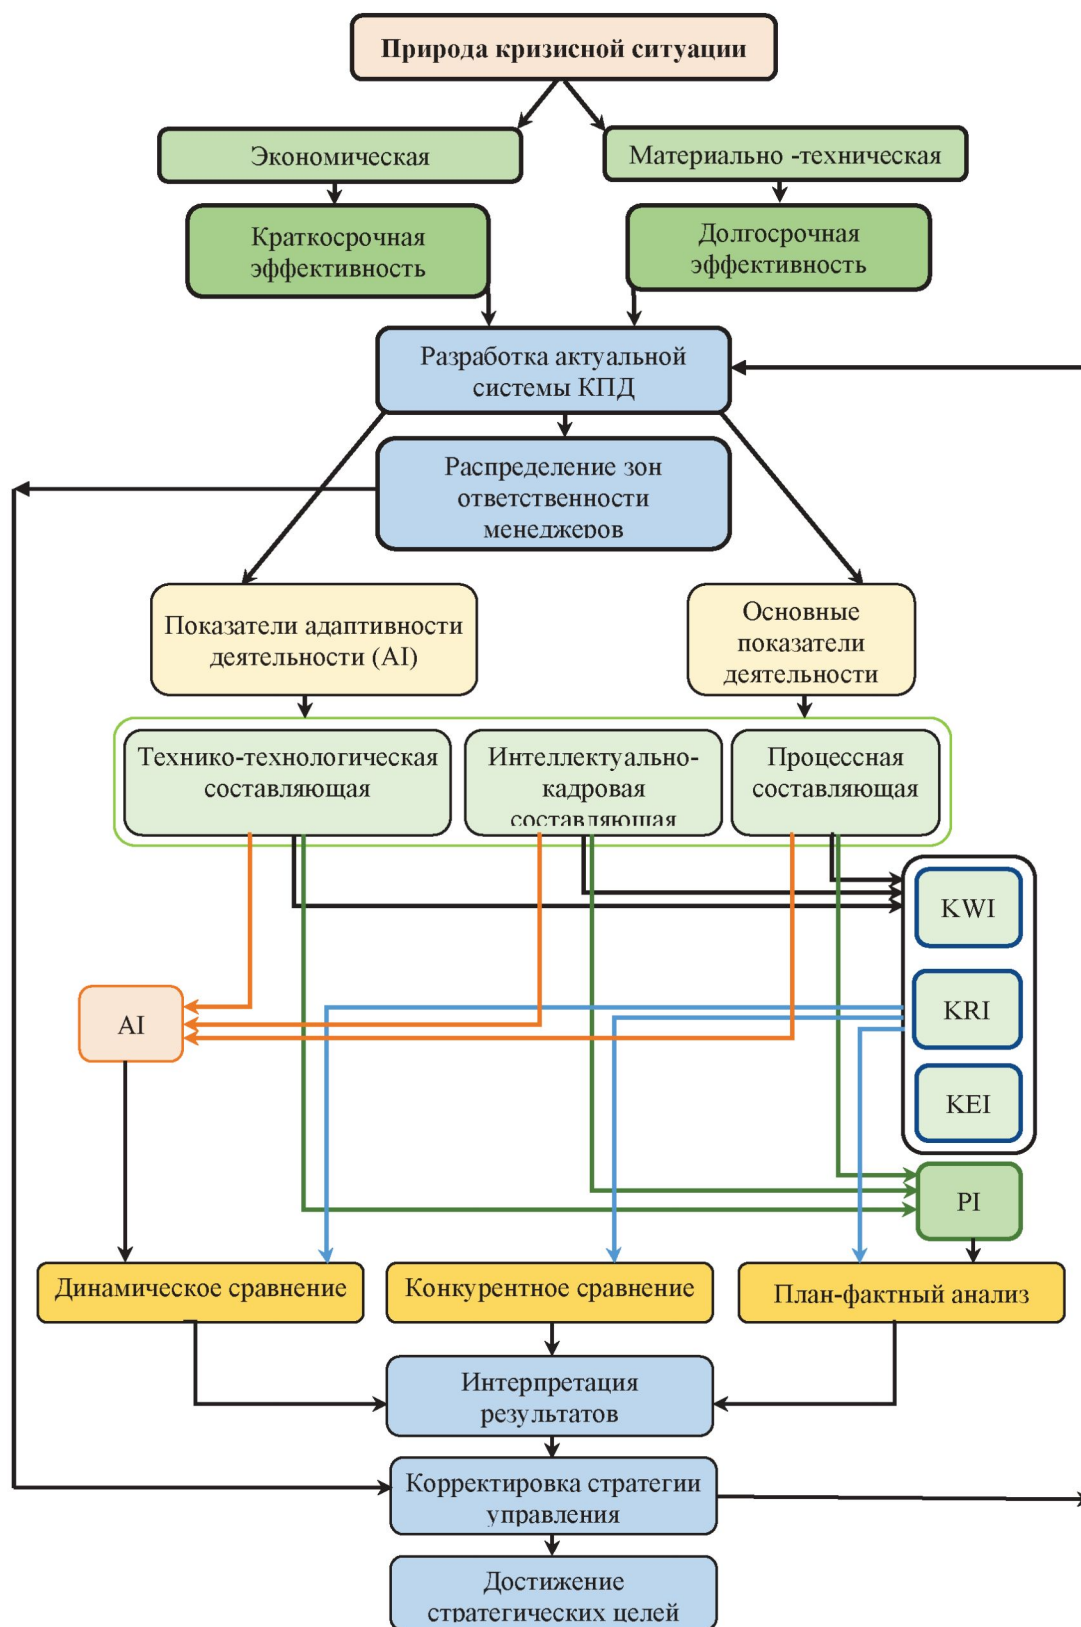 Природа кризисной ситуации
Экономическая
Материально -техническая
Краткосрочная
эффективность
Долгосрочная
эффективность
Разработка актуальной
системы КПД
Распределение зон
ответственности
менеджеров
Показатели адаптивности
деятельности (AI)
Основные
показатели
деятельности
Технико-технологическая
составляющая
Интеллектуально-
кадровая
составляющая
Процессная
составляющая
KWI
AI
KRI
KEI
PI
Динамическое сравнение
Конкурентное сравнение
План-фактный анализ
Интерпретация
результатов
Корректировка стратегии
управления
Достижение
стратегических целей